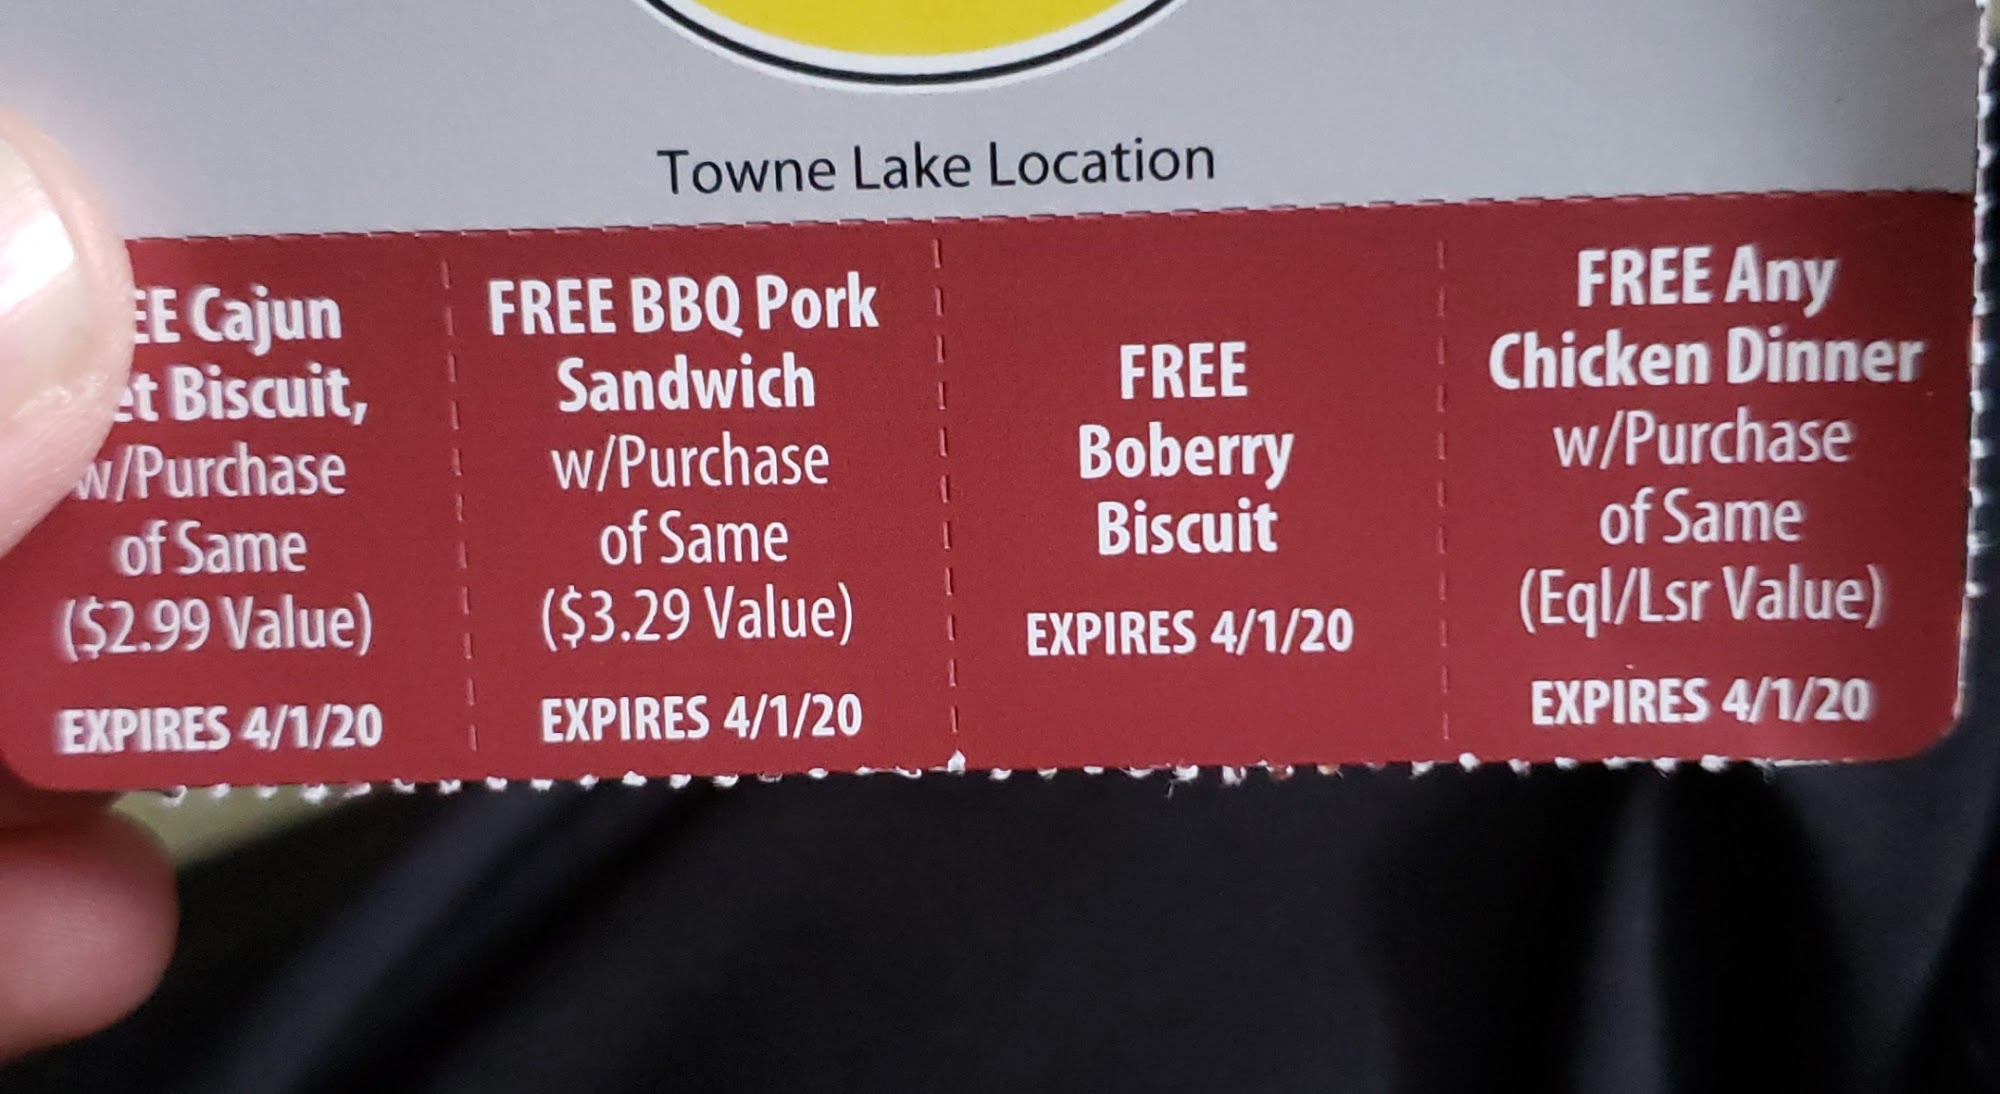 Towne Lake Location
EE Cajun
et Biscuit,
w/Purchase
of Same
($2.99 Value)
EXPIRES 4/1/20
FREE BBQ Pork
Sandwich
w/Purchase
of Same
($3.29 Value)
EXPIRES 4/1/20
FREE
Boberry
Biscuit
EXPIRES 4/1/20
FREE Any
Chicken Dinner
w/Purchase
of Same
(Eql/Lsr Value)
EXPIRES 4/1/20